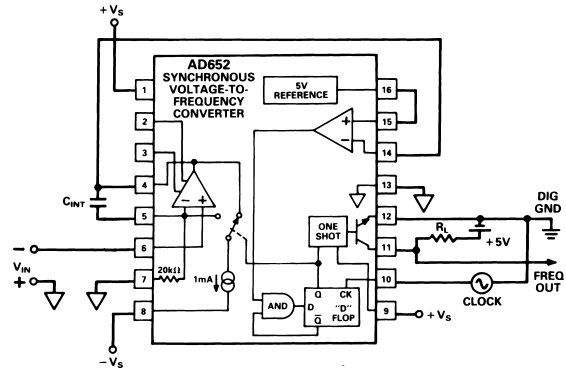 +VS
AD652
SYNCHRONOUS
VOLTAGE-TO-
FREQUENCY
CONVERTER
5V
REFERENCE
1
2
3
4
5
6
7
8
16
15
14
13
12
11
10
9
+
−
− +
CINT
−
VIN
+
20kΩ
1mA
ONE
SHOT
AND
Q CK
D "D"
FLOP
Q̅
DIG
GND
RL
+5V
FREQ
OUT
CLOCK
+VS
−VS